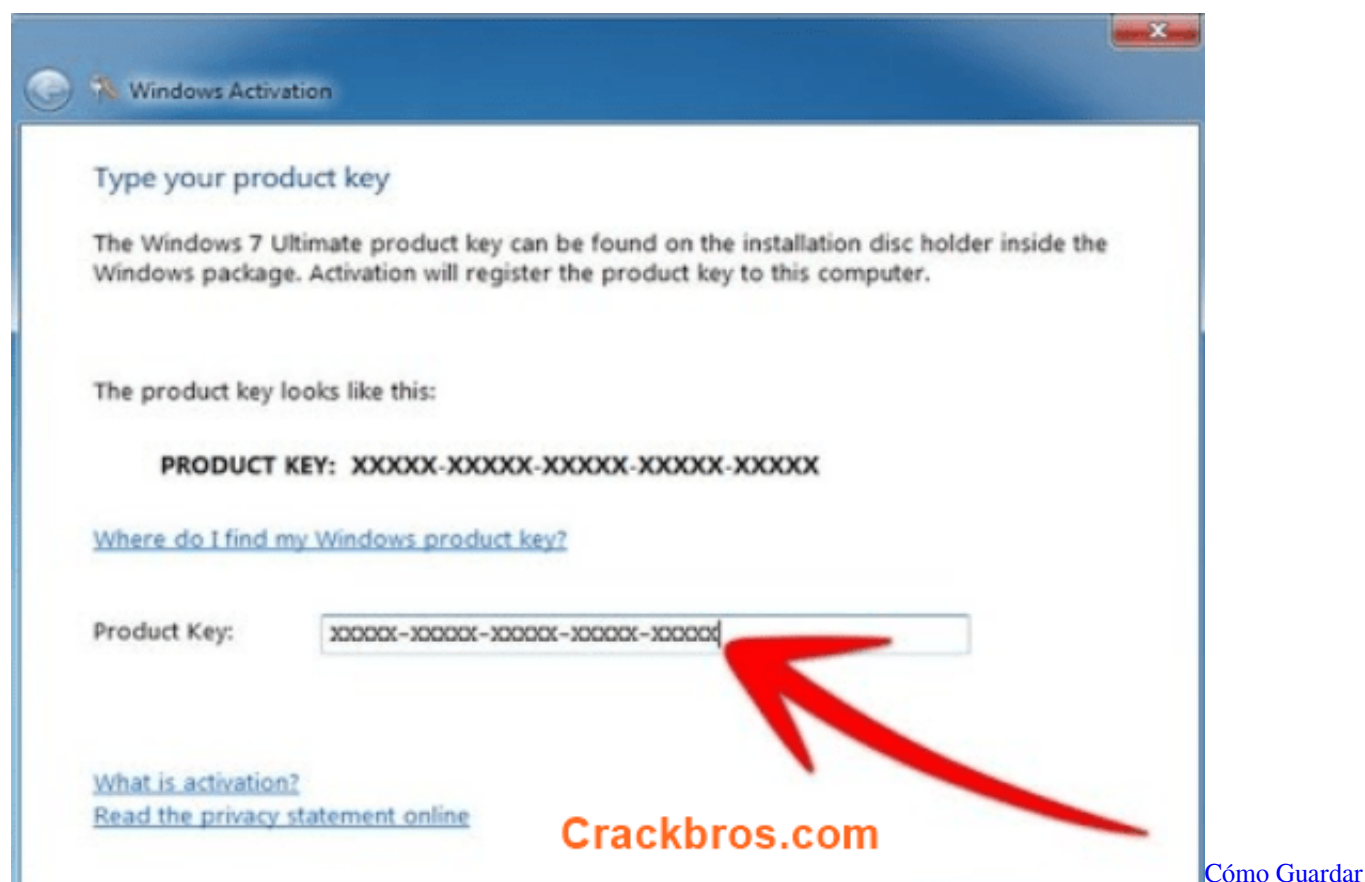 Windows Activation
Type your product key
The Windows 7 Ultimate product key can be found on the installation disc holder inside the
Windows package. Activation will register the product key to this computer.
The product key looks like this:
PRODUCT KEY: XXXXX-XXXXX-XXXXX-XXXXX-XXXXX
Where do I find my Windows product key?
Product Key: xxxxx-xxxxx-xxxxx-xxxxx-xxxxx
What is activation?
Read the privacy statement online
Crackbros.com
Cómo Guardar